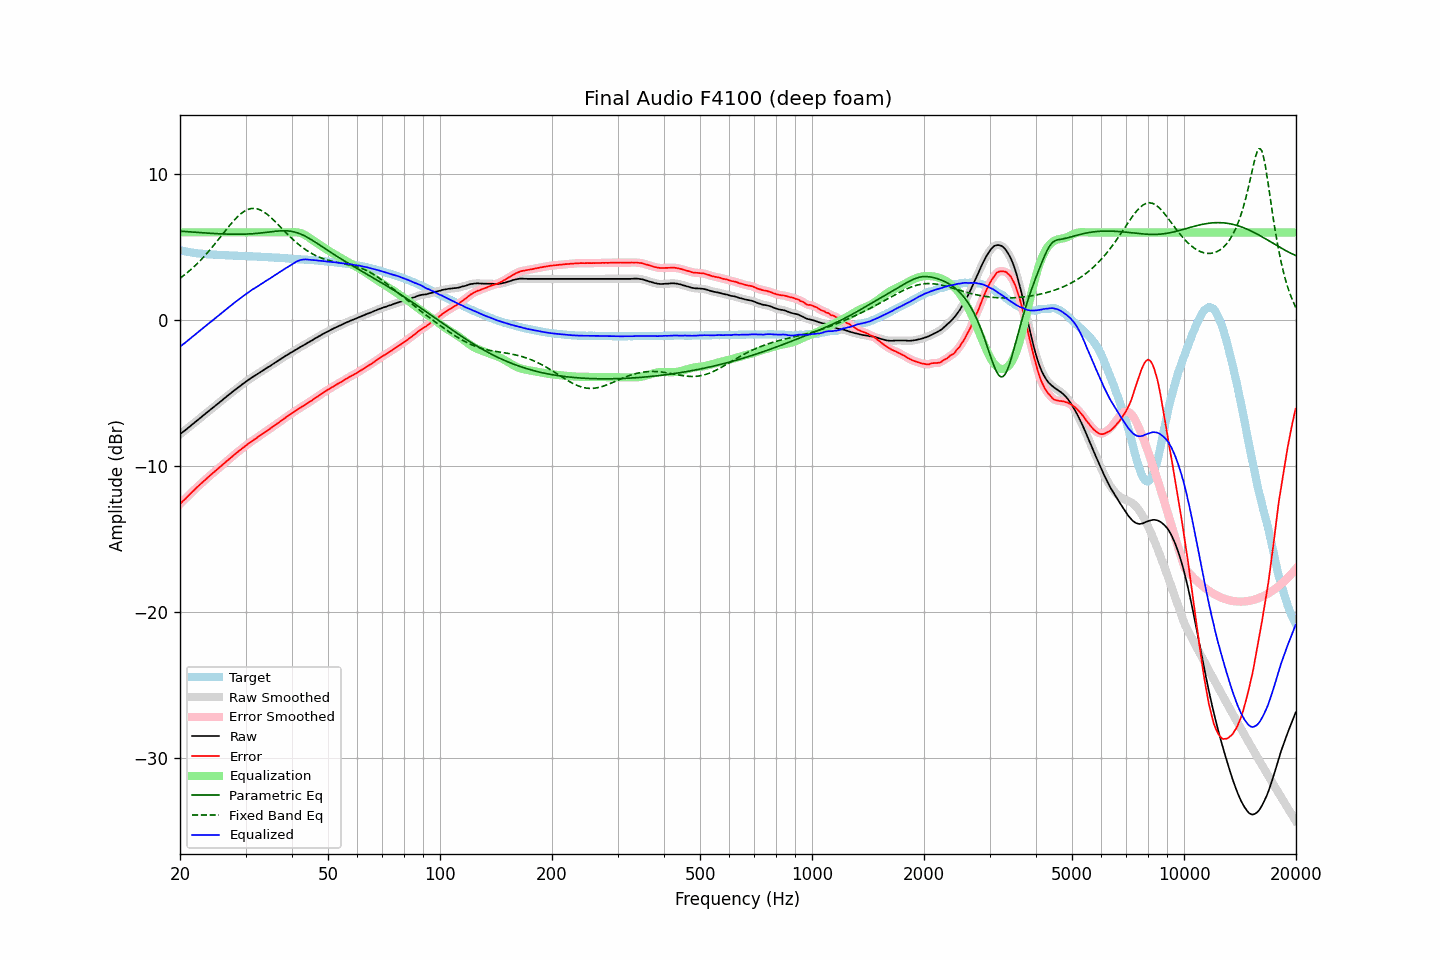 Final Audio F4100 (deep foam)
Amplitude (dBr)
10
0
−10
−20
−30
Target
Raw Smoothed
Error Smoothed
Raw
Error
Equalization
Parametric Eq
Fixed Band Eq
Equalized
20 50 100 200 500 1000 2000 5000 10000 20000
Frequency (Hz)